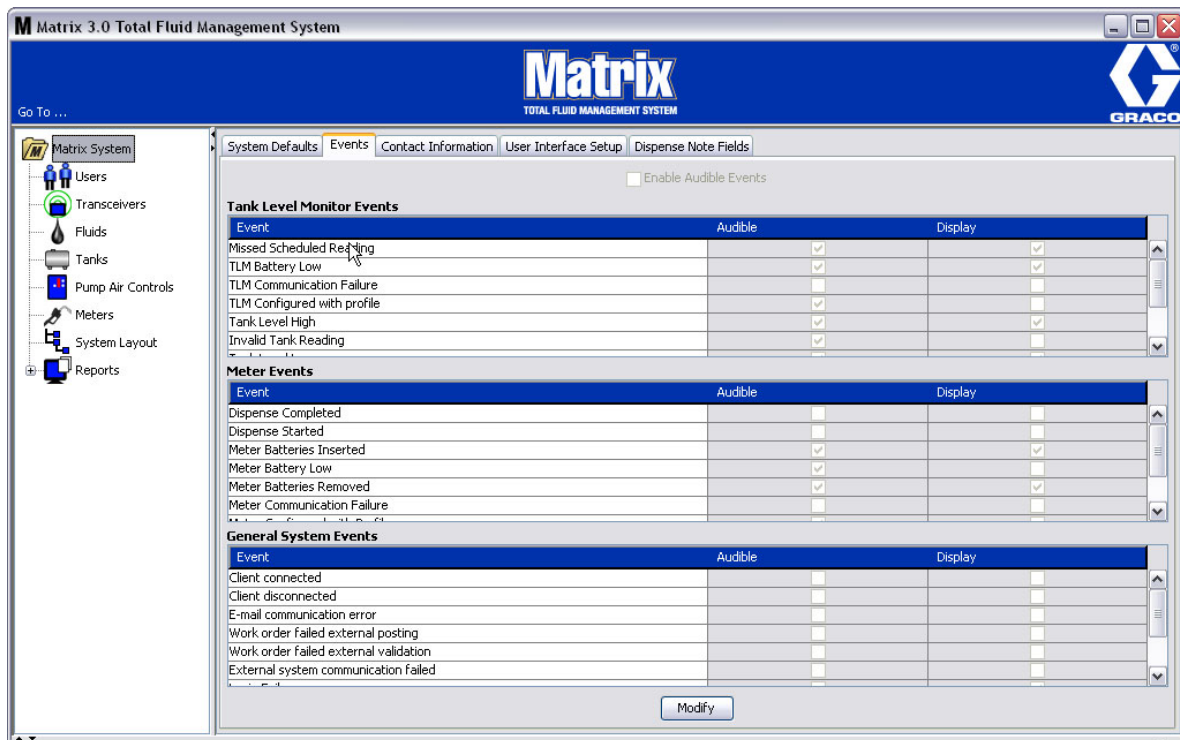 M Matrix 3.0 Total Fluid Management System
Matrix
TOTAL FLUID MANAGEMENT SYSTEM
®
GRACO
Go To ...
M Matrix System
Users
Transceivers
Fluids
Tanks
Pump Air Controls
Meters
System Layout
Reports
System Defaults Events Contact Information User Interface Setup Dispense Note Fields
Enable Audible Events
Tank Level Monitor Events
Event Audible Display
Missed Scheduled Reading
TLM Battery Low
TLM Communication Failure
TLM Configured with profile
Tank Level High
Invalid Tank Reading
Meter Events
Event Audible Display
Dispense Completed
Dispense Started
Meter Batteries Inserted
Meter Battery Low
Meter Batteries Removed
Meter Communication Failure
General System Events
Event Audible Display
Client connected
Client disconnected
E-mail communication error
Work order failed external posting
Work order failed external validation
External system communication failed
Modify